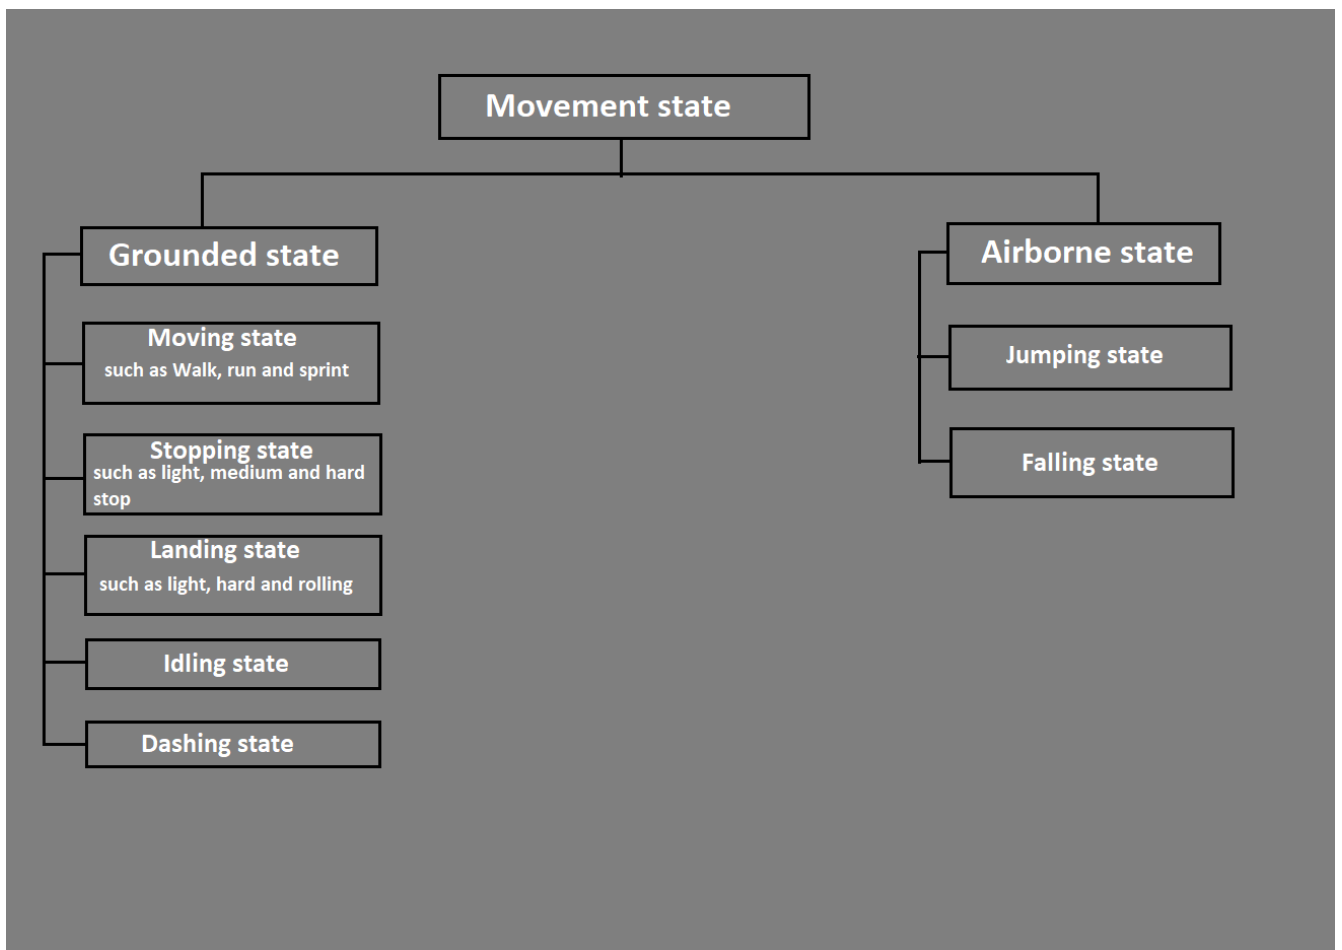 Movement state
Grounded state
Moving state
such as Walk, run and sprint
Stopping state
such as light, medium and hard
stop
Landing state
such as light, hard and rolling
Idling state
Dashing state
Airborne state
Jumping state
Falling state